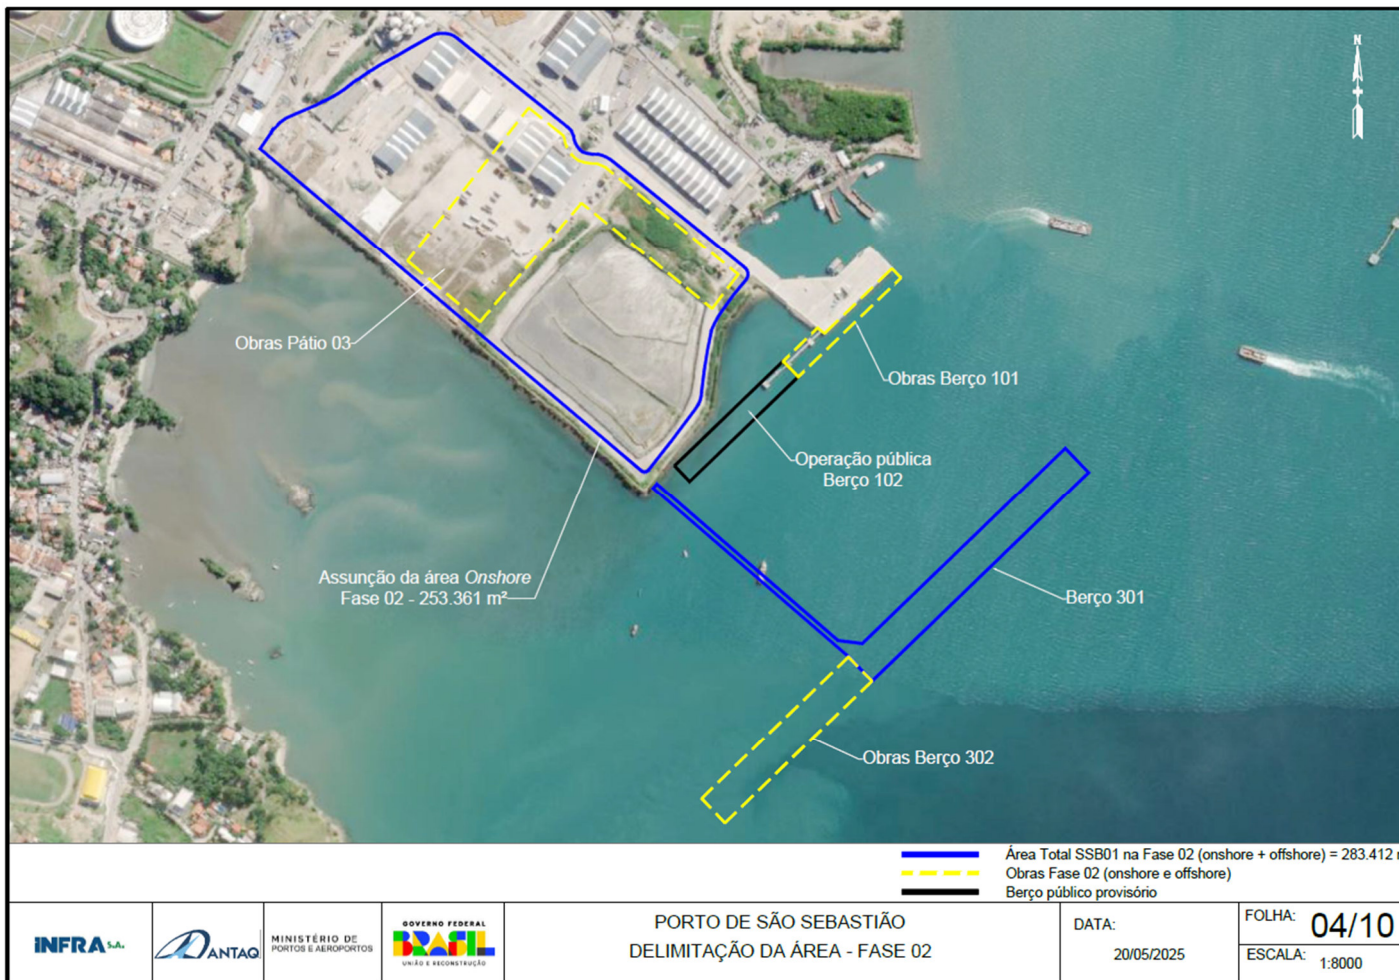 N
Obras Pátio 03
Obras Berço 101
Operação pública
Berço 102
Assunção da área Onshore
Fase 02 - 253.361 m²
Berço 301
Obras Berço 302
Área Total SSB01 na Fase 02 (onshore + offshore) = 283.412 m
Obras Fase 02 (onshore e offshore)
Berço público provisório
INFRA S.A.
ANTAQ
MINISTÉRIO DE
PORTOS E AEROPORTOS
GOVERNO FEDERAL
BRASIL
UNIÃO E RECONSTRUÇÃO
PORTO DE SÃO SEBASTIÃO
DELIMITAÇÃO DA ÁREA - FASE 02
DATA:
20/05/2025
FOLHA: 04/10
ESCALA: 1:8000